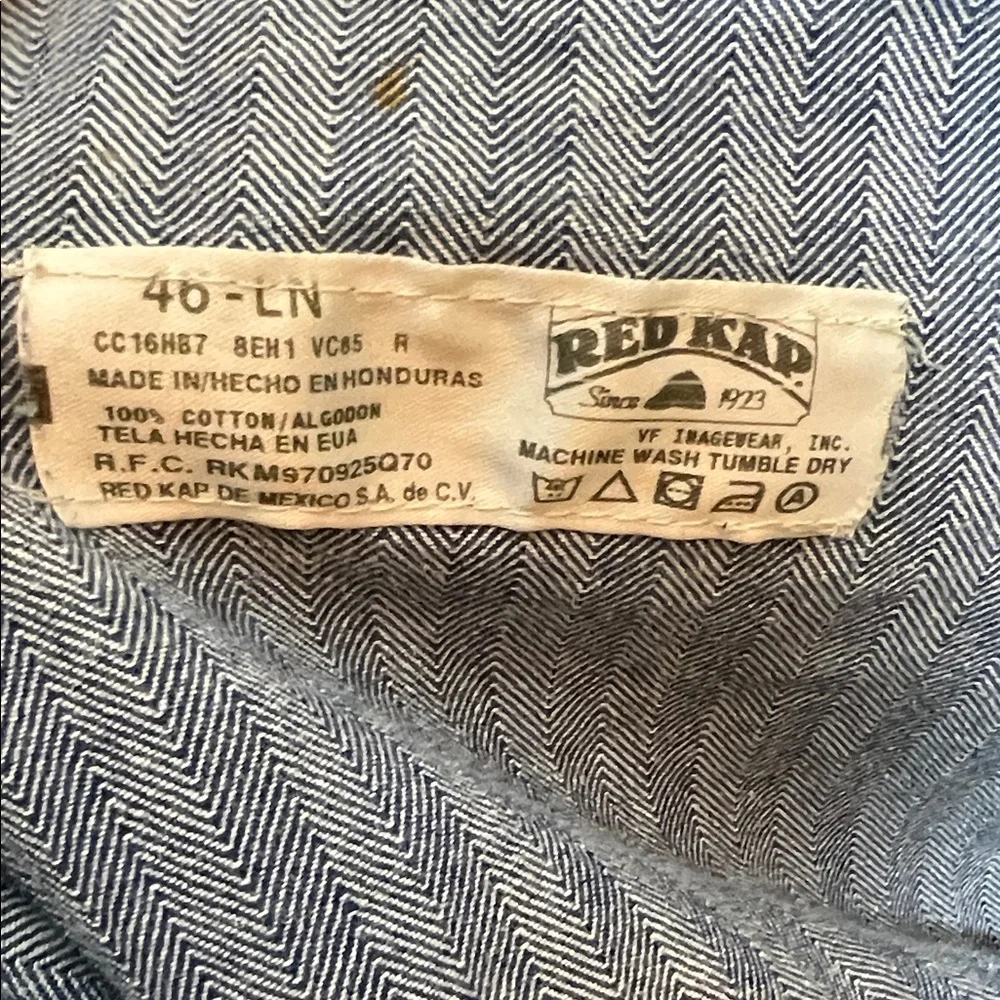 46-LN
CC16HB7 8EH1 VC85 R
MADE IN/HECHO EN HONDURAS
100% COTTON/ALGODON
TELA HECHA EN EUA
R.F.C. RKM970925Q70
RED KAP DE MEXICO S.A. de C.V.
RED KAP
Since 1923
VF IMAGEWEAR, INC.
MACHINE WASH TUMBLE DRY
A